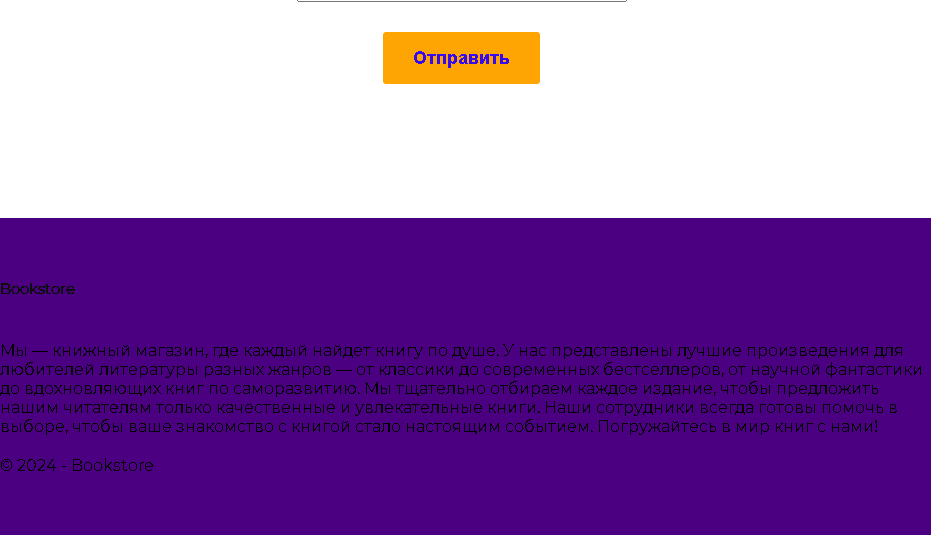 Отправить
Bookstore
Мы — книжный магазин, где каждый найдет книгу по душе. У нас представлены лучшие произведения для
любителей литературы разных жанров — от классики до современных бестселлеров, от научной фантастики
до вдохновляющих книг по саморазвитию. Мы тщательно отбираем каждое издание, чтобы предложить
нашим читателям только качественные и увлекательные книги. Наши сотрудники всегда готовы помочь в
выборе, чтобы ваше знакомство с книгой стало настоящим событием. Погружайтесь в мир книг с нами!
© 2024 - Bookstore